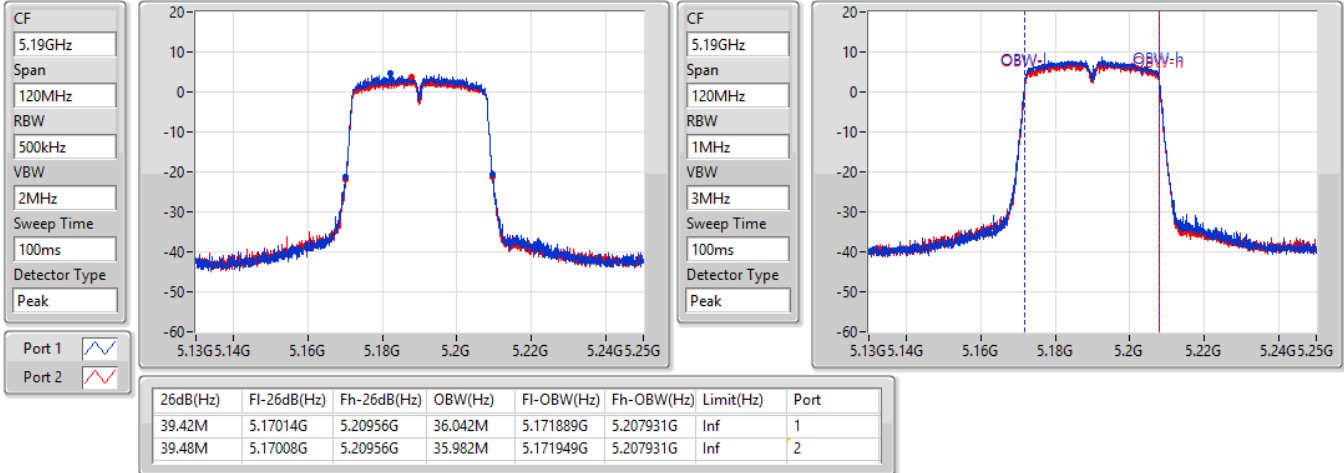 CF
5.19GHz
Span
120MHz
RBW
500kHz
VBW
2MHz
Sweep Time
100ms
Detector Type
Peak
Port 1
Port 2
20
10
0
-10
-20
-30
-40
-50
-60
5.13G 5.14G 5.16G 5.18G 5.2G 5.22G 5.24G 5.25G
CF
5.19GHz
Span
120MHz
RBW
1MHz
VBW
3MHz
Sweep Time
100ms
Detector Type
Peak
20
10
0
-10
-20
-30
-40
-50
-60
OBW-l OBW-h
5.13G 5.14G 5.16G 5.18G 5.2G 5.22G 5.24G 5.25G
26dB(Hz) Fl-26dB(Hz) Fh-26dB(Hz) OBW(Hz) Fl-OBW(Hz) Fh-OBW(Hz) Limit(Hz) Port
39.42M 5.17014G 5.20956G 36.042M 5.171889G 5.207931G Inf 1
39.48M 5.17008G 5.20956G 35.982M 5.171949G 5.207931G Inf 2